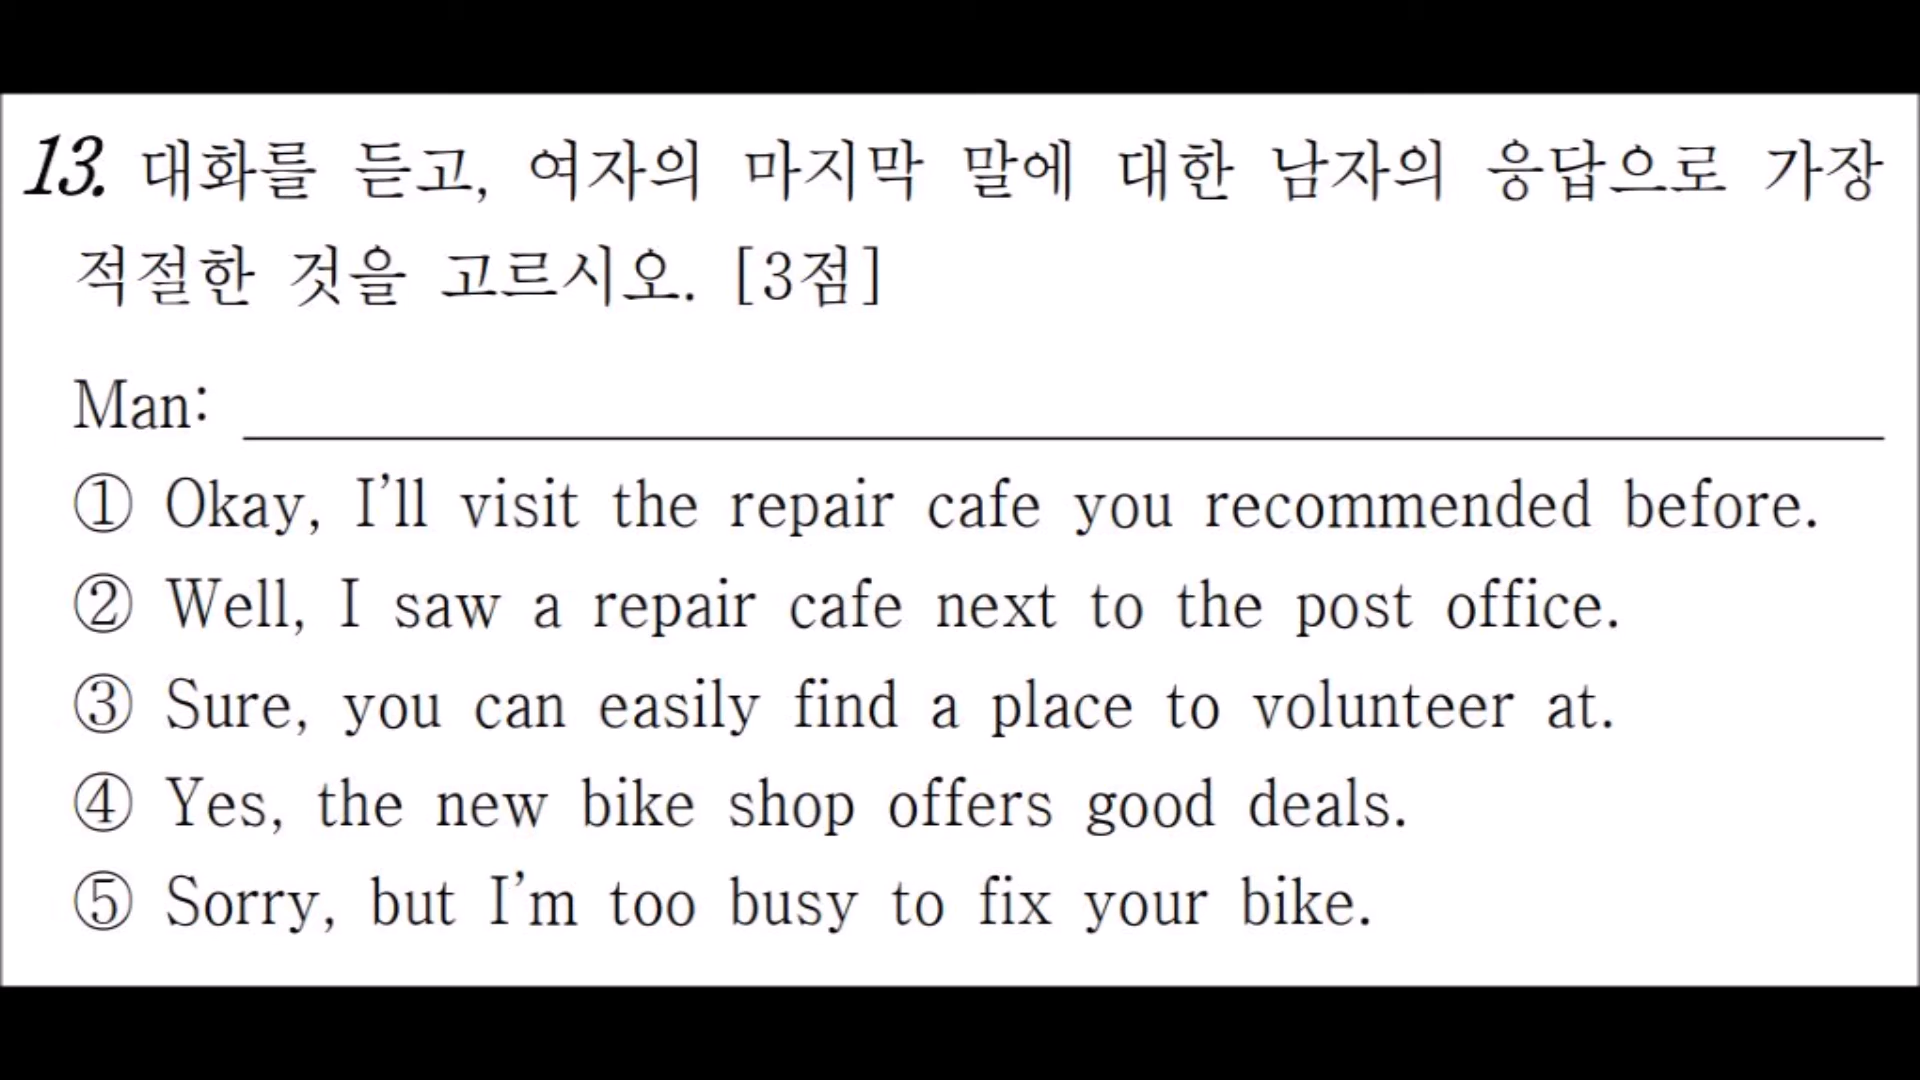 13. 대화를 듣고, 여자의 마지막 말에 대한 남자의 응답으로 가장
적절한 것을 고르시오. [3점]
Man:
① Okay, I’ll visit the repair cafe you recommended before.
② Well, I saw a repair cafe next to the post office.
③ Sure, you can easily find a place to volunteer at.
④ Yes, the new bike shop offers good deals.
⑤ Sorry, but I’m too busy to fix your bike.